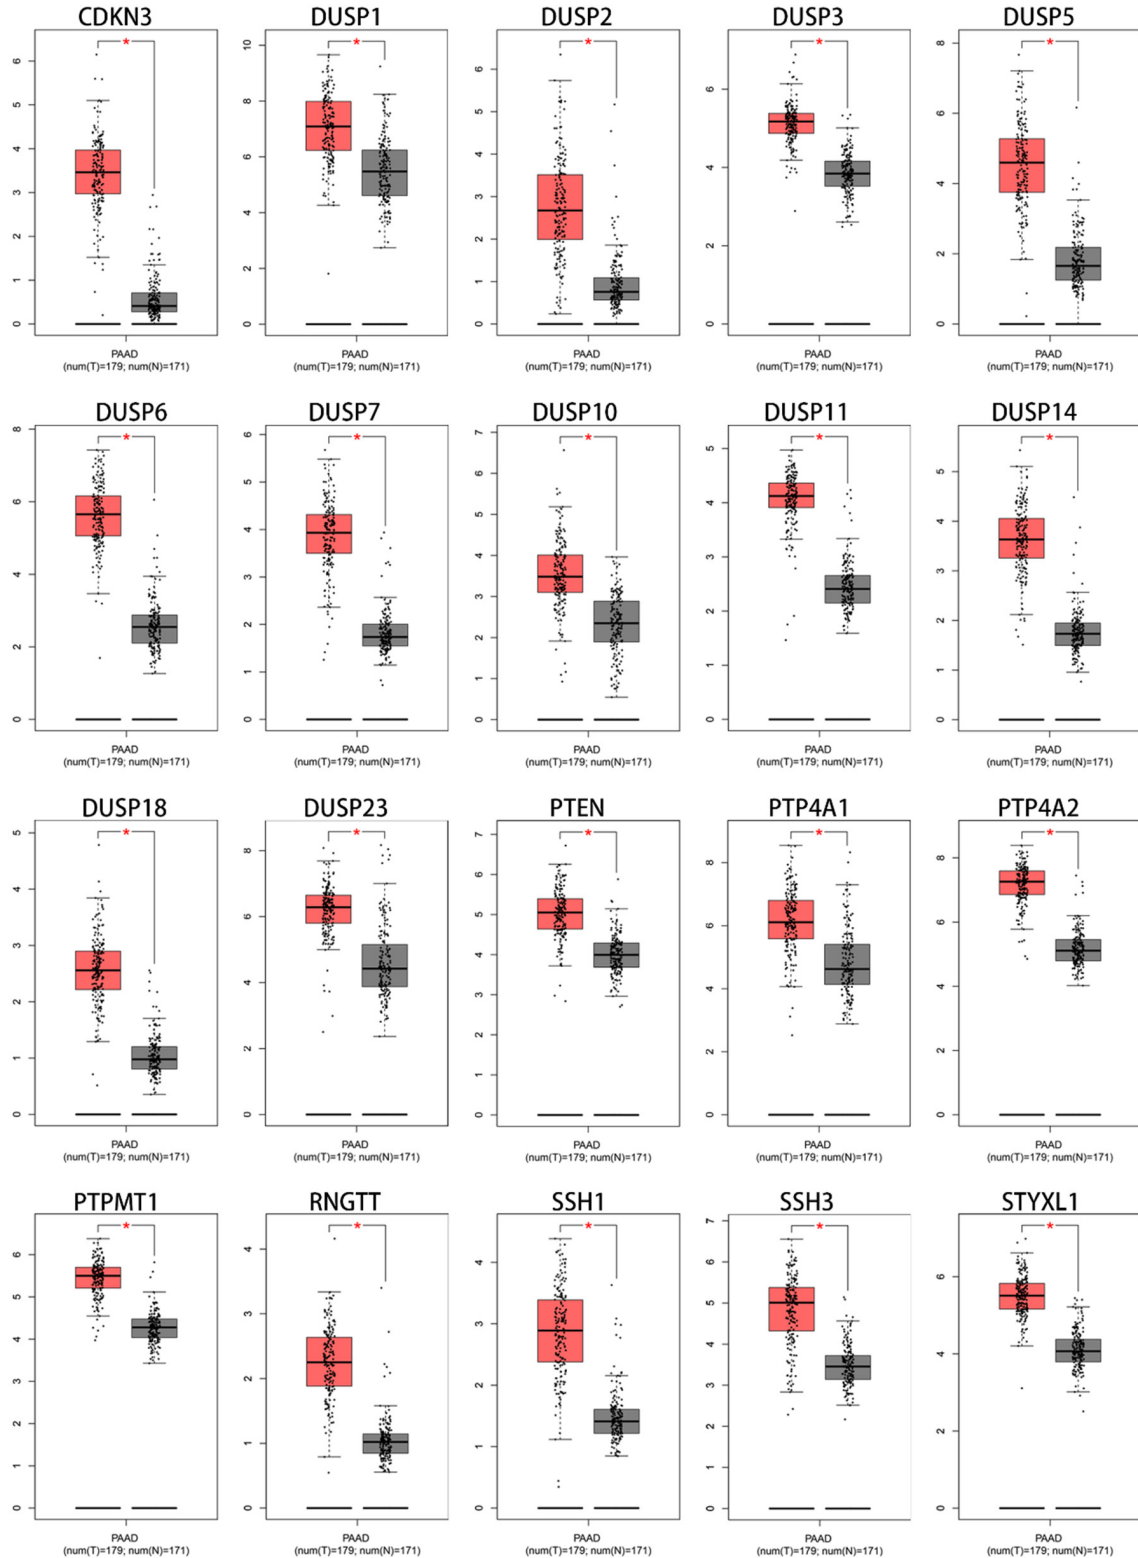 CDKN3 DUSP1 DUSP2 DUSP3 DUSP5
* * * * *
0 1 2 3 4 5 6
0 2 4 6 8 10
0 1 2 3 4 5 6
0 2 4 6
0 2 4 6 8
PAAD PAAD PAAD PAAD PAAD
(num(T)=179; num(N)=171) (num(T)=179; num(N)=171) (num(T)=179; num(N)=171) (num(T)=179; num(N)=171) (num(T)=179; num(N)=171)
DUSP6 DUSP7 DUSP10 DUSP11 DUSP14
* * * * *
0 2 4 6 8
0 1 2 3 4 5 6
0 1 2 3 4 5 6 7
0 1 2 3 4 5
0 1 2 3 4 5
PAAD PAAD PAAD PAAD PAAD
(num(T)=179; num(N)=171) (num(T)=179; num(N)=171) (num(T)=179; num(N)=171) (num(T)=179; num(N)=171) (num(T)=179; num(N)=171)
DUSP18 DUSP23 PTEN PTP4A1 PTP4A2
* * * * *
0 1 2 3 4 5
0 2 4 6 8
0 1 2 3 4 5 6 7
0 2 4 6 8
0 2 4 6 8
PAAD PAAD PAAD PAAD PAAD
(num(T)=179; num(N)=171) (num(T)=179; num(N)=171) (num(T)=179; num(N)=171) (num(T)=179; num(N)=171) (num(T)=179; num(N)=171)
PTPMT1 RNGTT SSH1 SSH3 STYXL1
* * * * *
0 1 2 3 4 5 6
0 1 2 3 4
0 1 2 3 4
0 1 2 3 4 5 6 7
0 2 4 6
PAAD PAAD PAAD PAAD PAAD
(num(T)=179; num(N)=171) (num(T)=179; num(N)=171) (num(T)=179; num(N)=171) (num(T)=179; num(N)=171) (num(T)=179; num(N)=171)